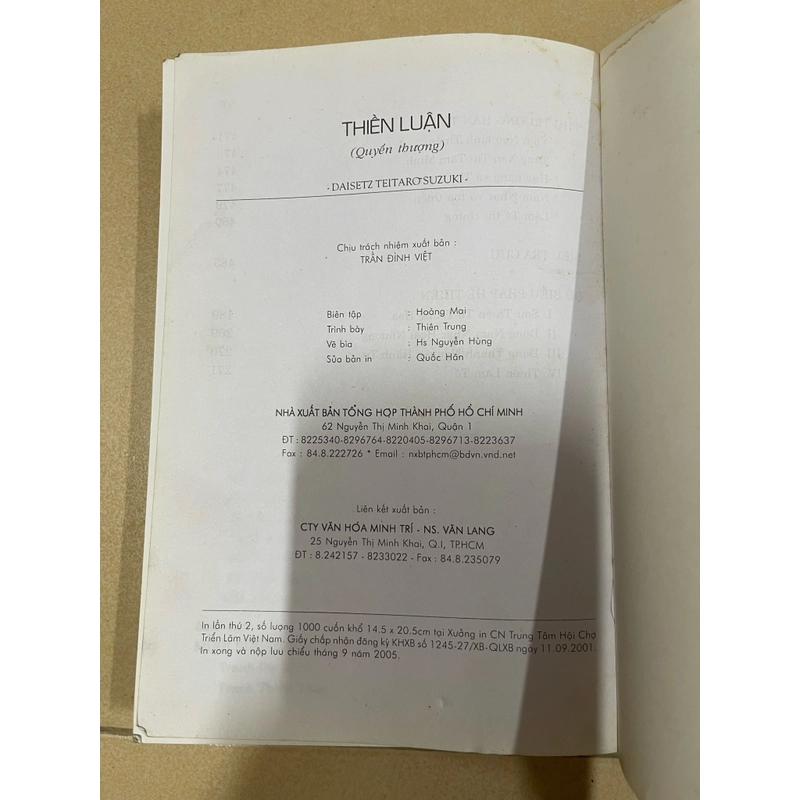 THIỀN LUẬN
(Quyển thượng)
- DAISETZ TEITARO SUZUKI -
Chịu trách nhiệm xuất bản :
TRẦN ĐÌNH VIỆT
Biên tập : Hoàng Mai
Trình bày : Thiên Trung
Vẽ bìa : Hs Nguyễn Hùng
Sửa bản in : Quốc Hân
NHÀ XUẤT BẢN TỔNG HỢP THÀNH PHỐ HỒ CHÍ MINH
62 Nguyễn Thị Minh Khai, Quận 1
ĐT : 8225340-8296764-8220405-8296713-8223637
Fax : 84.8.222726 * Email : nxbtphcm@bdvn.vnd.net
Liên kết xuất bản :
CTY VĂN HÓA MINH TRÍ - NS. VĂN LANG
25 Nguyễn Thị Minh Khai, Q.I, TP.HCM
ĐT : 8.242157 - 8233022 - Fax : 84.8.235079
In lần thứ 2, số lượng 1000 cuốn khổ 14.5 x 20.5cm tại Xưởng in CN Trung Tâm Hội Chợ
Triển Lãm Việt Nam. Giấy chấp nhận đăng ký KHXB số 1245-27/XB-QLXB ngày 11.09.2001.
In xong và nộp lưu chiểu tháng 9 năm 2005.